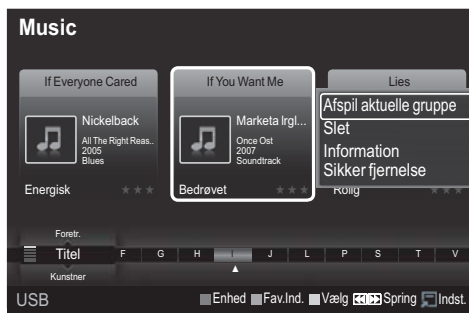 Music
If Everyone Cared
If You Want Me
Lies
Nickelback
All The Right Reas..
2005
Blues
Energisk
Marketa Irgl...
Once Ost
2007
Soundtrack
Bedrøvet
Afspil aktuelle gruppe
Slet
Information
Sikker fjernelse
Rolig
Foretr.
Titel F G H I J L P S T V
Kunstner
USB Enhed Fav.Ind. Vælg Spring Indst.